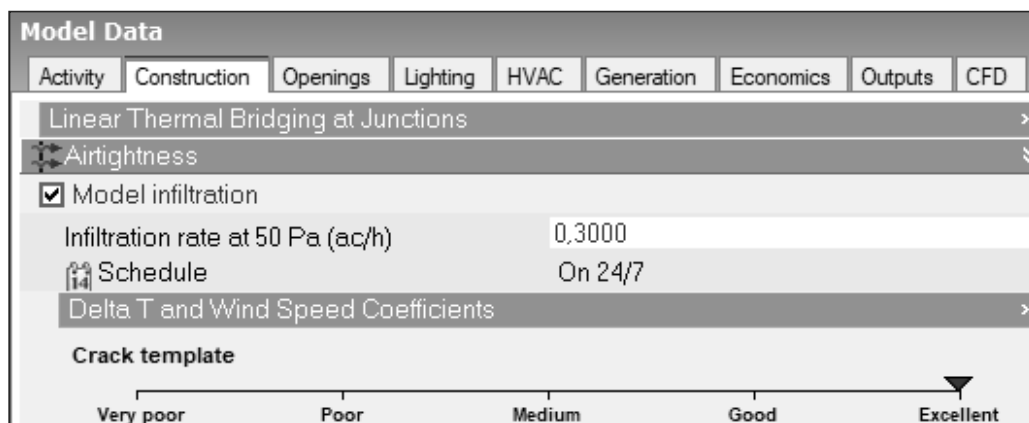 Model Data
Activity Construction Openings Lighting HVAC Generation Economics Outputs CFD
Linear Thermal Bridging at Junctions
Airtightness
Model infiltration
Infiltration rate at 50 Pa (ac/h) 0,3000
14 Schedule On 24/7
Delta T and Wind Speed Coefficients
Crack template
Very poor Poor Medium Good Excellent